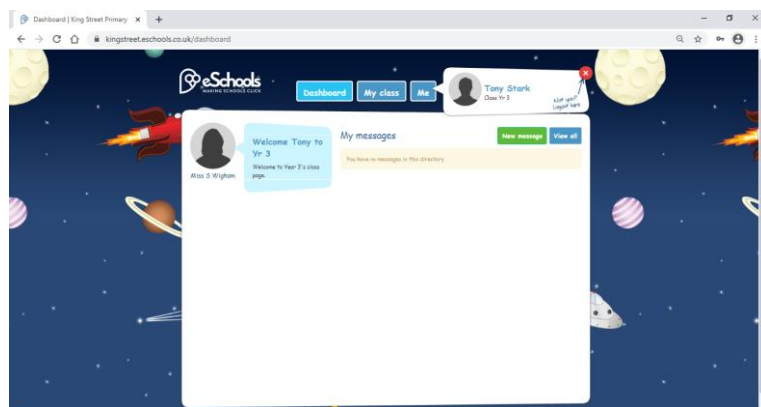 Dashboard | King Street Primary
kingstreet.eschools.co.uk/dashboard
eSchools
MAKING SCHOOLS CLICK
Dashboard
My class
Me
Tony Stark
Class Yr 3
Not you?
Logout here
Miss S Wigham
Welcome Tony to
Yr 3
Welcome to Year 3's class
page.
My messages
New message
View all
You have no messages in this directory.